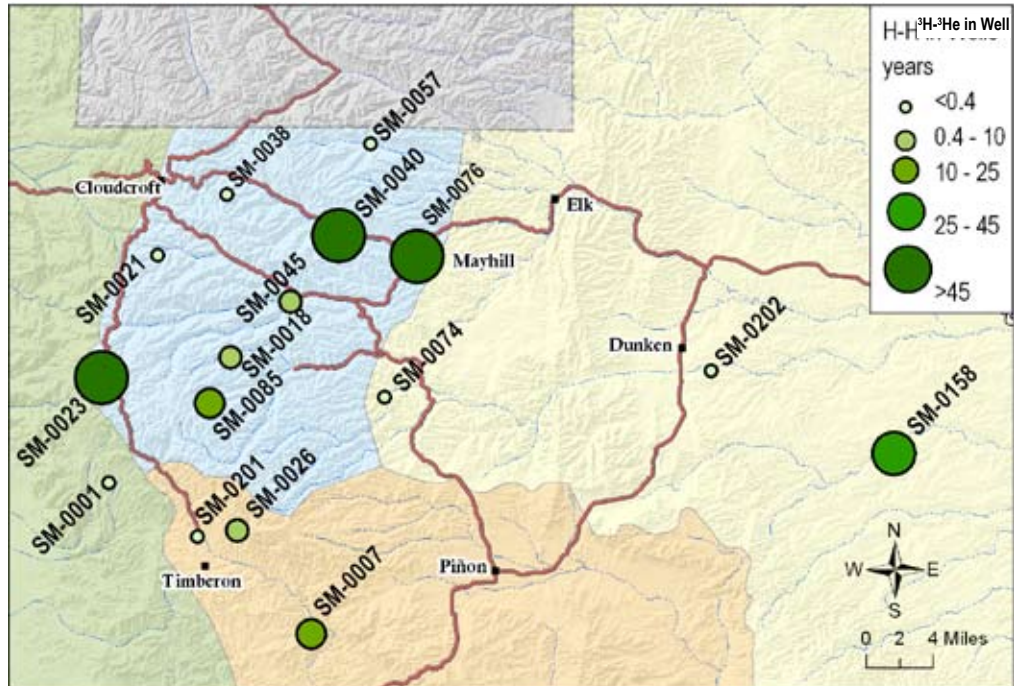 ³H-³He in Well
H-H in Wells
years
<0.4
0.4 - 10
10 - 25
25 - 45
>45
SM-0057
SM-0038
SM-0040
SM-0076
Cloudcroft
Elk
Mayhill
SM-0021
SM-0045
SM-0018
SM-0074
Dunken
SM-0202
SM-0085
SM-0023
SM-0158
SM-0001
SM-0201
SM-0026
Timberon
Piñon
SM-0007
N
W
E
S
0 2 4 Miles